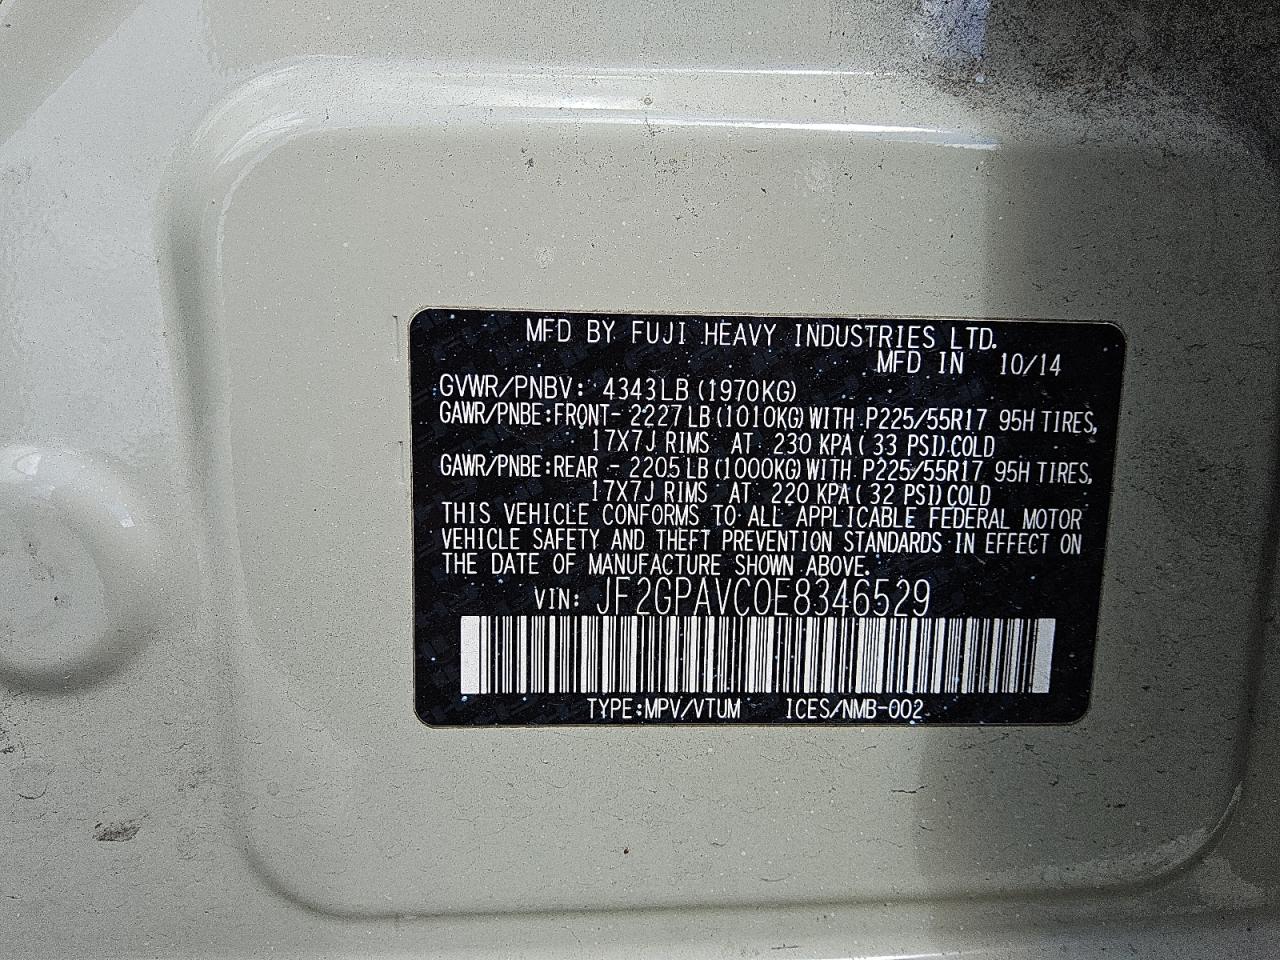 MFD BY FUJI HEAVY INDUSTRIES LTD.
MFD IN 10/14
GVWR/PNBV: 4343LB (1970KG)
GAWR/PNBE:FRONT- 2227LB (1010KG) WITH P225/55R17 95H TIRES,
17X7J RIMS AT 230 KPA (33 PSI) COLD
GAWR/PNBE:REAR - 2205LB (1000KG) WITH P225/55R17 95H TIRES,
17X7J RIMS AT 220 KPA (32 PSI) COLD
THIS VEHICLE CONFORMS TO ALL APPLICABLE FEDERAL MOTOR
VEHICLE SAFETY AND THEFT PREVENTION STANDARDS IN EFFECT ON
THE DATE OF MANUFACTURE SHOWN ABOVE.
VIN: JF2GPAVC0E8346529
TYPE:MPV/VTUM ICES/NMB-002